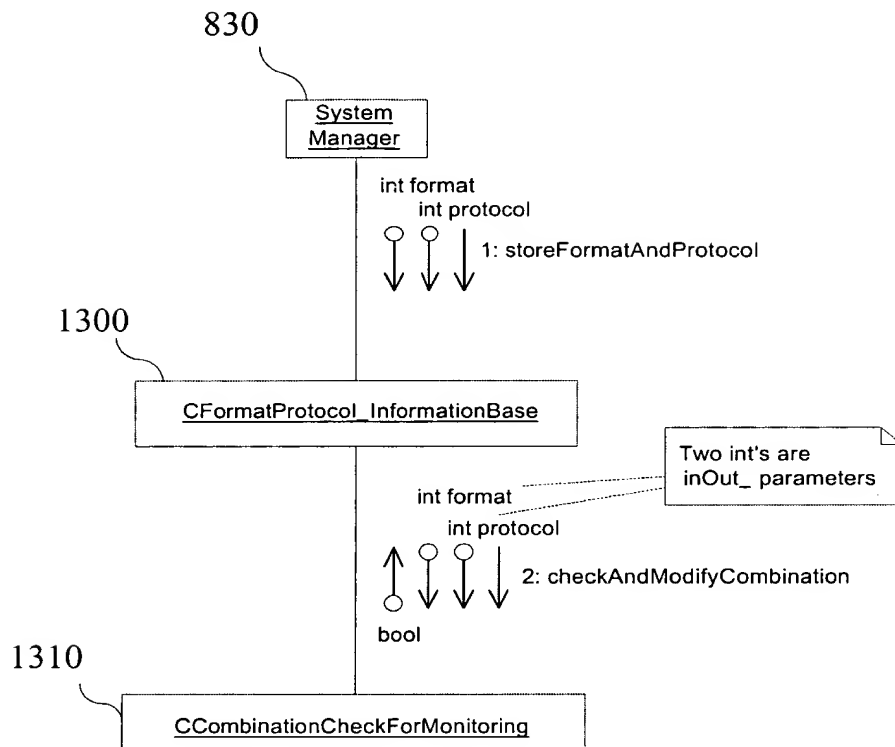 830
System
Manager
int format
int protocol
1: storeFormatAndProtocol
1300
CFormatProtocol_InformationBase
Two int's are
inOut_ parameters
int format
int protocol
2: checkAndModifyCombination
bool
1310
CCombinationCheckForMonitoring